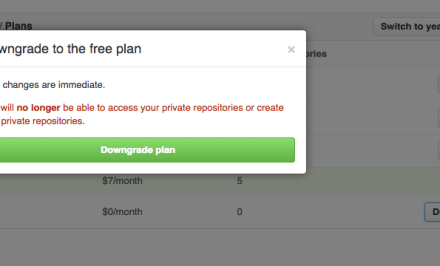 / Plans
Switch to yea
wngrade to the free plan
×
ories
changes are immediate.
will no longer be able to access your private repositories or create
private repositories.
Downgrade plan
$7/month 5
$0/month 0
D